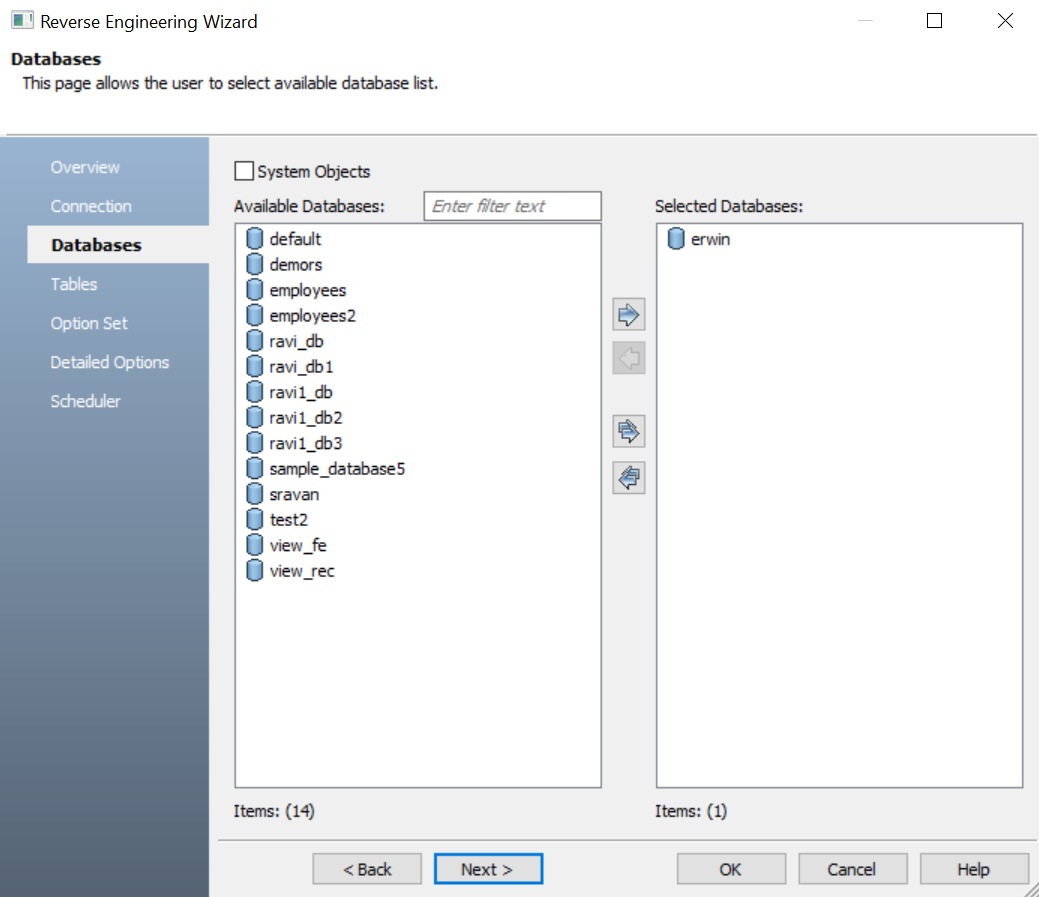 Reverse Engineering Wizard
Databases
This page allows the user to select available database list.
Overview
Connection
Databases
Tables
Option Set
Detailed Options
Scheduler
System Objects
Available Databases:
Enter filter text
default
demors
employees
employees2
ravi_db
ravi_db1
ravi1_db
ravi1_db2
ravi1_db3
sample_database5
sravan
test2
view_fe
view_rec
Items: (14)
Selected Databases:
erwin
Items: (1)
< Back
Next >
OK
Cancel
Help